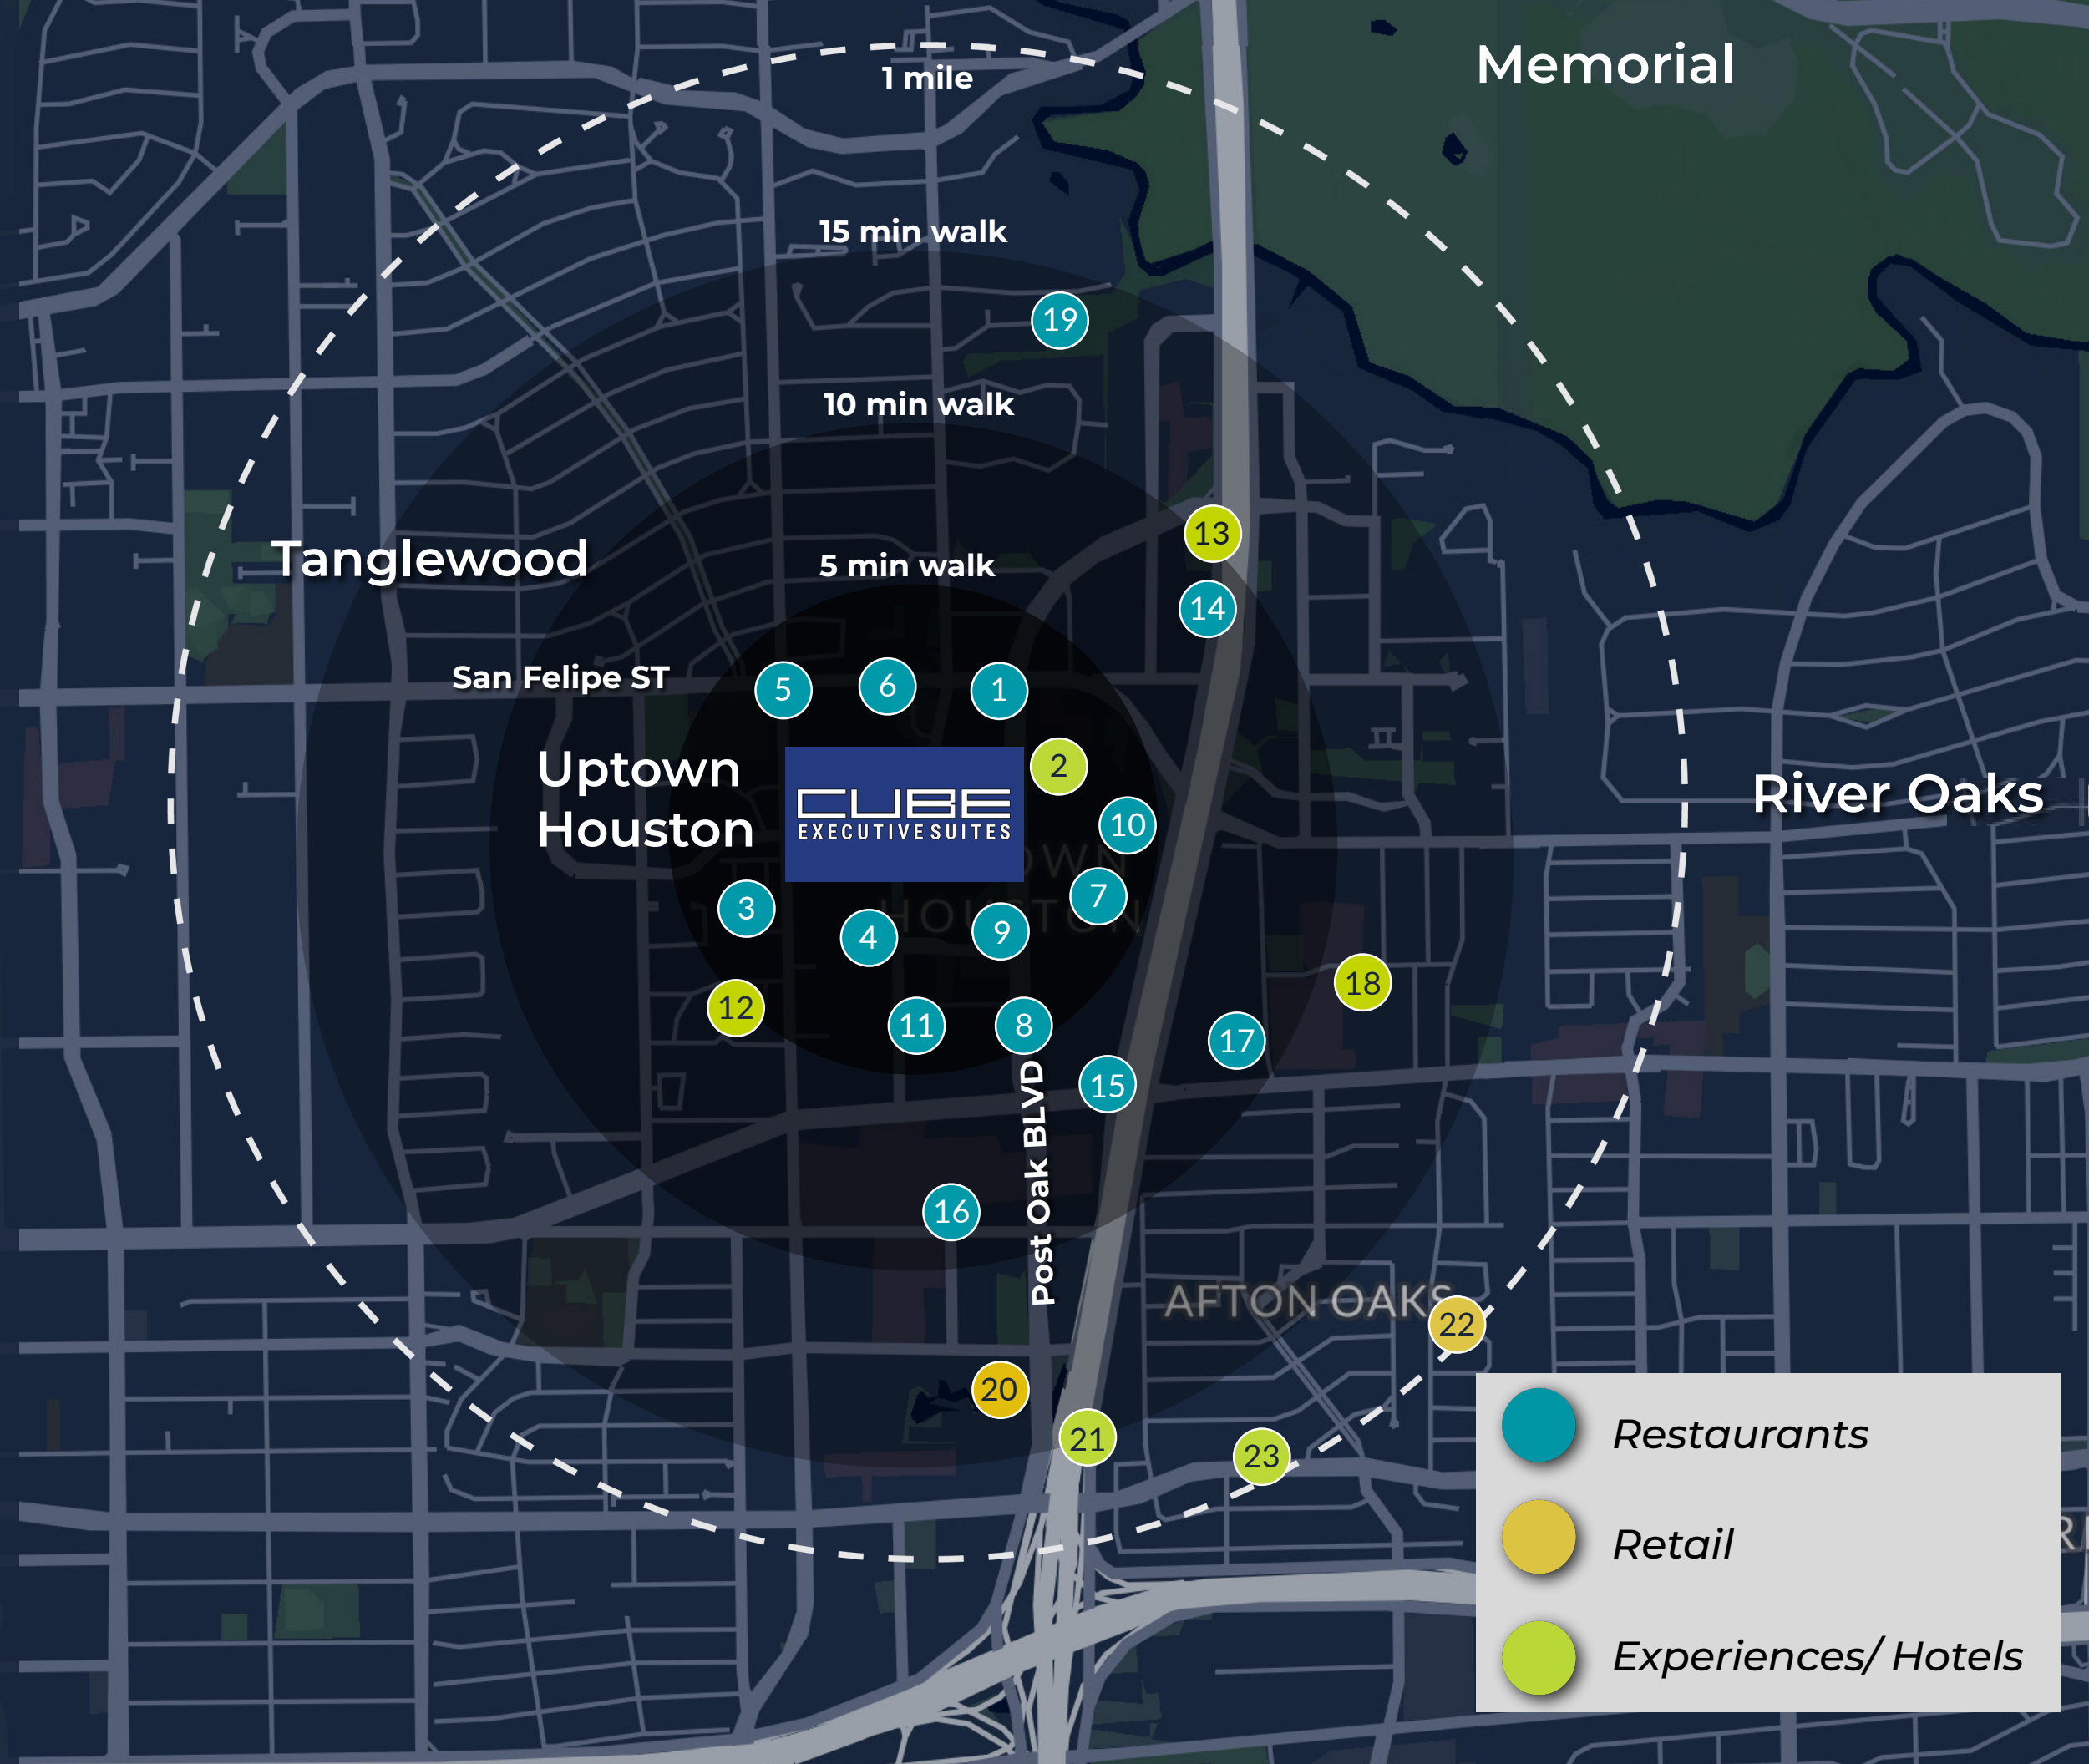 Memorial
1 mile
15 min walk
19
10 min walk
13
Tanglewood
5 min walk
14
San Felipe ST
5
6
1
Uptown
Houston
CUBE
EXECUTIVE SUITES
2
River Oaks
10
OWN
HOUSTON
3
7
4
9
18
12
11
8
17
15
Post Oak BLVD
16
AFTON OAKS
22
20
21
23
Restaurants
Retail
Experiences/ Hotels